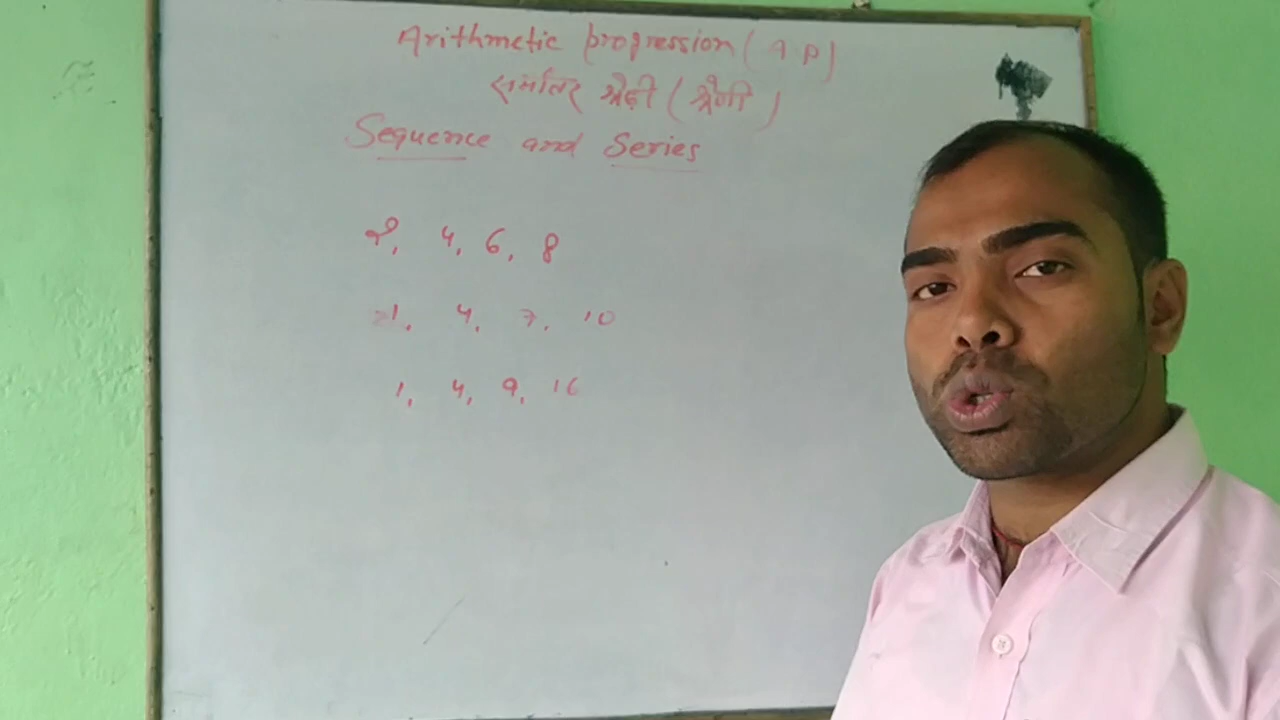 Arithmetic progression (A.P)
समांतर श्रेढ़ी (श्रेणी)
Sequence and Series
2, 4, 6, 8
1, 4, 7, 10
1, 4, 9, 16